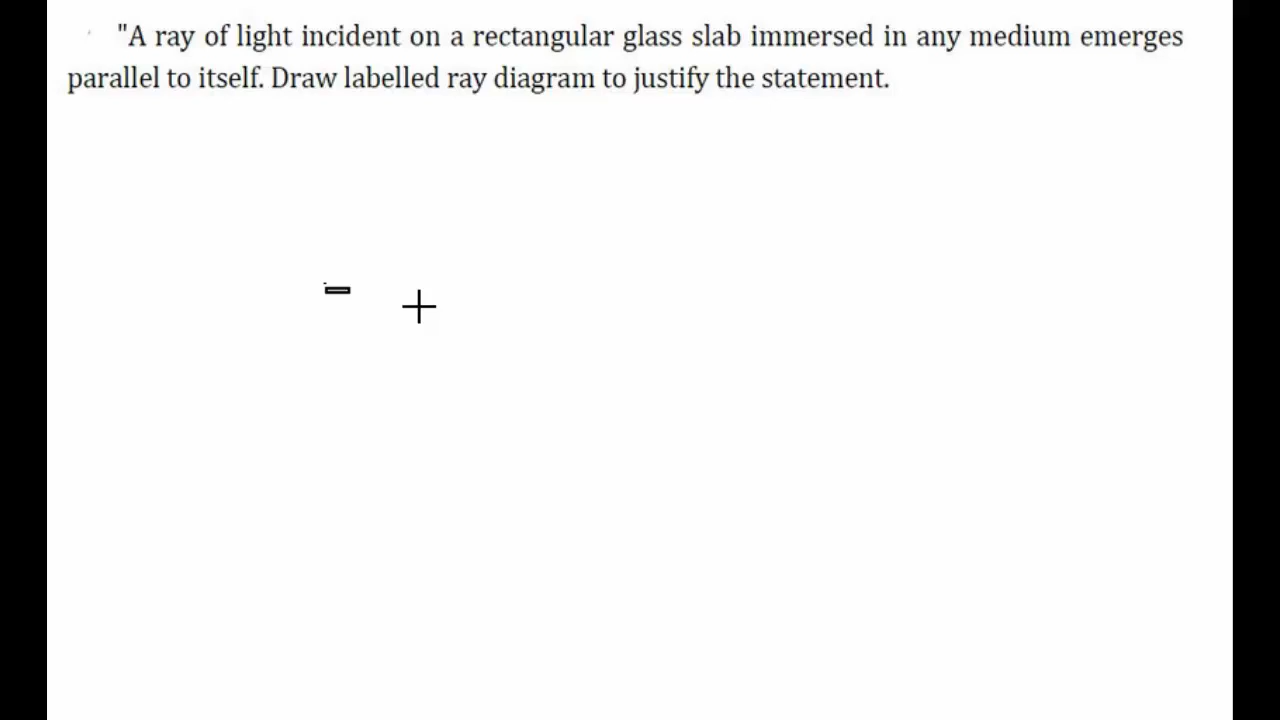 "A ray of light incident on a rectangular glass slab immersed in any medium emerges
parallel to itself. Draw labelled ray diagram to justify the statement.